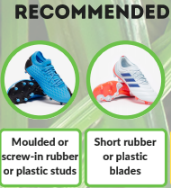 RECOMMENDED
Moulded or
screw-in rubber
or plastic studs
Short rubber
or plastic
blades